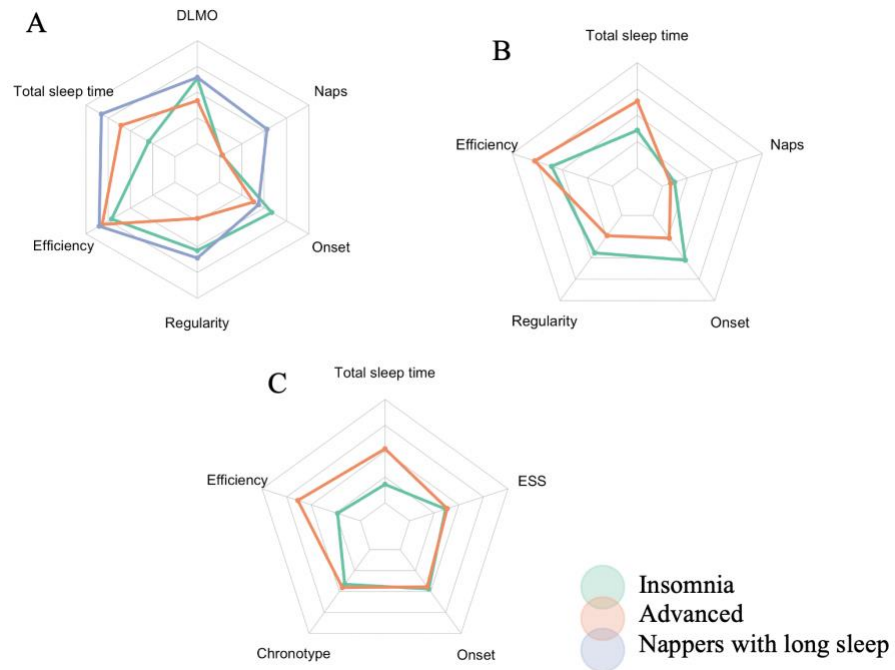 A
DLMO
Total sleep time
Naps
Efficiency
Onset
Regularity
B
Total sleep time
Efficiency
Naps
Regularity
Onset
C
Total sleep time
Efficiency
ESS
Chronotype
Onset
Insomnia
Advanced
Nappers with long sleep